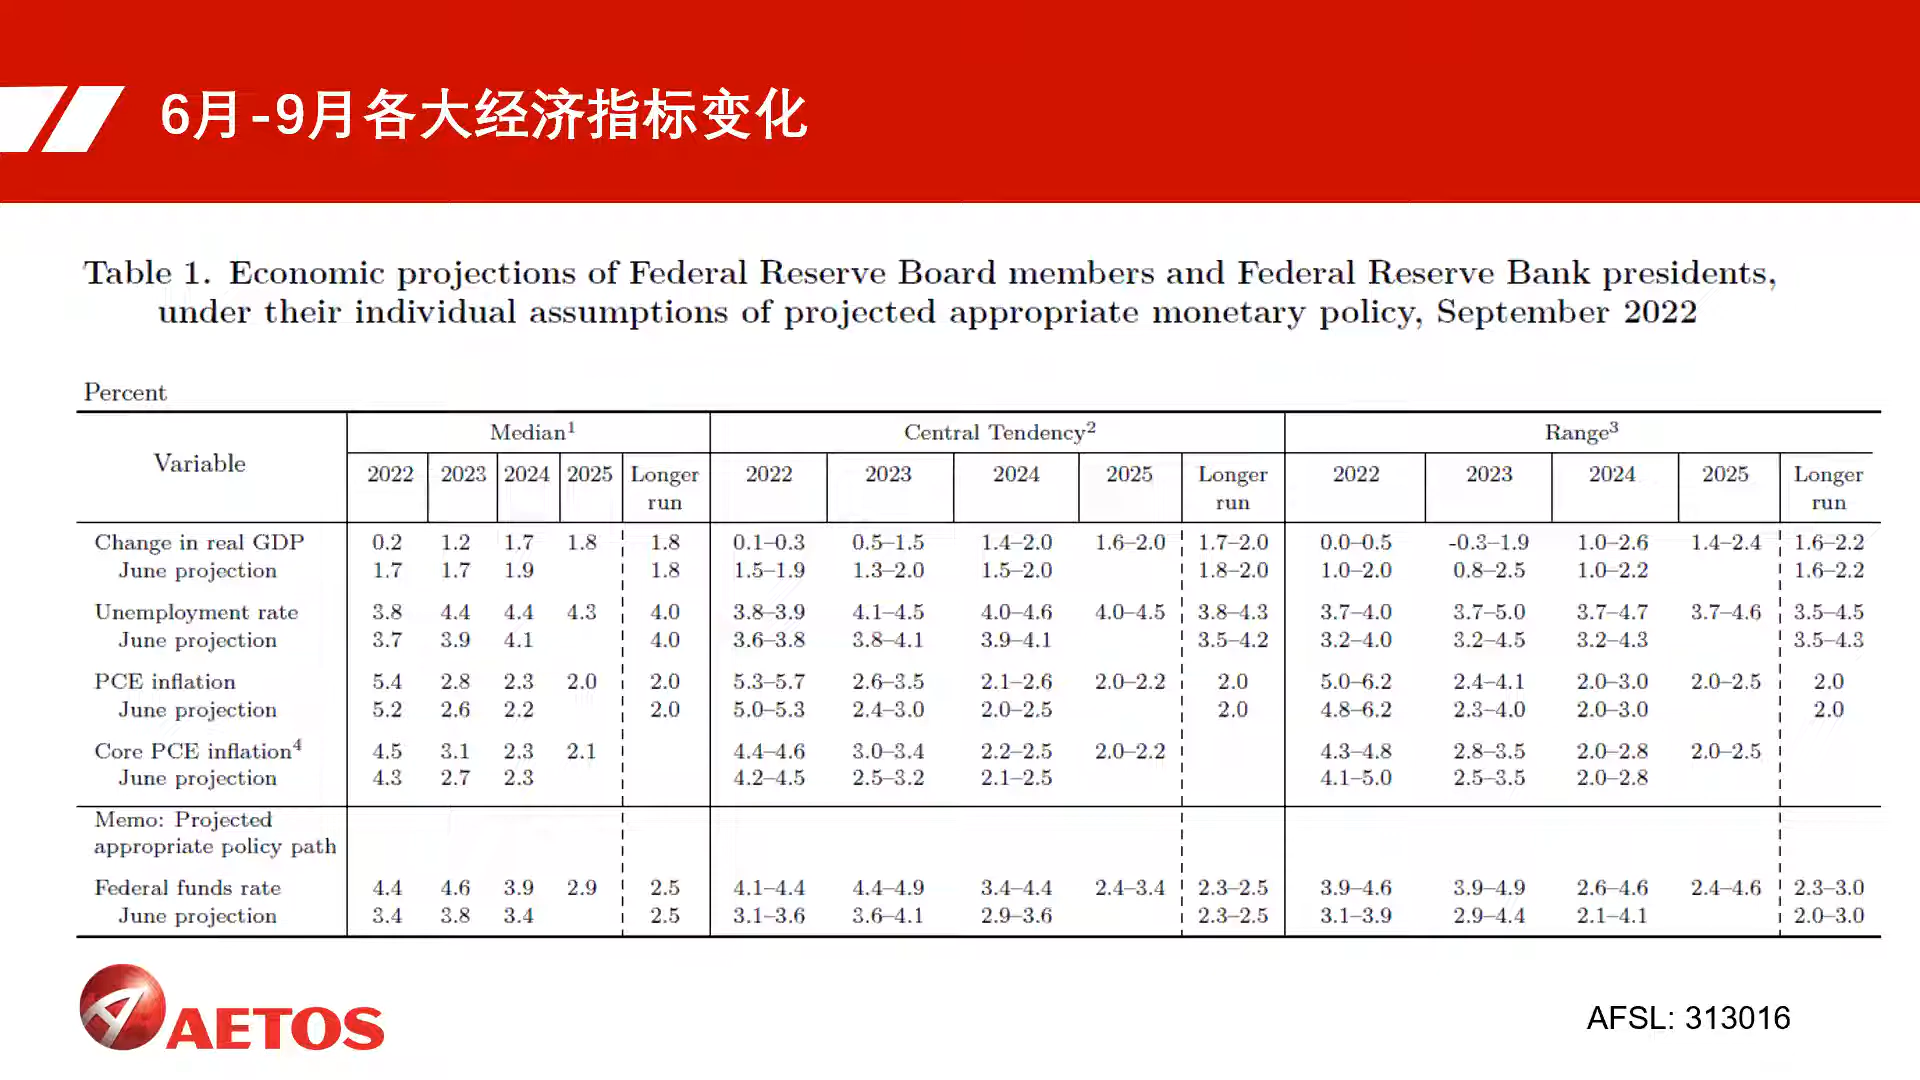 6月-9月各大经济指标变化
Table 1. Economic projections of Federal Reserve Board members and Federal Reserve Bank presidents,
under their individual assumptions of projected appropriate monetary policy, September 2022
Percent
Variable Median¹ Central Tendency² Range³
2022 2023 2024 2025 Longer run 2022 2023 2024 2025 Longer run 2022 2023 2024 2025 Longer run
Change in real GDP 0.2 1.2 1.7 1.8 1.8 0.1–0.3 0.5–1.5 1.4–2.0 1.6–2.0 1.7–2.0 0.0–0.5 -0.3–1.9 1.0–2.6 1.4–2.4 1.6–2.2
June projection 1.7 1.7 1.9 1.8 1.5–1.9 1.3–2.0 1.5–2.0 1.8–2.0 1.0–2.0 0.8–2.5 1.0–2.2 1.6–2.2
Unemployment rate 3.8 4.4 4.4 4.3 4.0 3.8–3.9 4.1–4.5 4.0–4.6 4.0–4.5 3.8–4.3 3.7–4.0 3.7–5.0 3.7–4.7 3.7–4.6 3.5–4.5
June projection 3.7 3.9 4.1 4.0 3.6–3.8 3.8–4.1 3.9–4.1 3.5–4.2 3.2–4.0 3.2–4.5 3.2–4.3 3.5–4.3
PCE inflation 5.4 2.8 2.3 2.0 2.0 5.3–5.7 2.6–3.5 2.1–2.6 2.0–2.2 2.0 5.0–6.2 2.4–4.1 2.0–3.0 2.0–2.5 2.0
June projection 5.2 2.6 2.2 2.0 5.0–5.3 2.4–3.0 2.0–2.5 2.0 4.8–6.2 2.3–4.0 2.0–3.0 2.0
Core PCE inflation⁴ 4.5 3.1 2.3 2.1 4.4–4.6 3.0–3.4 2.2–2.5 2.0–2.2 4.3–4.8 2.8–3.5 2.0–2.8 2.0–2.5
June projection 4.3 2.7 2.3 4.2–4.5 2.5–3.2 2.1–2.5 4.1–5.0 2.5–3.5 2.0–2.8
Memo: Projected
appropriate policy path
Federal funds rate 4.4 4.6 3.9 2.9 2.5 4.1–4.4 4.4–4.9 3.4–4.4 2.4–3.4 2.3–2.5 3.9–4.6 3.9–4.9 2.6–4.6 2.4–4.6 2.3–3.0
June projection 3.4 3.8 3.4 2.5 3.1–3.6 3.6–4.1 2.9–3.6 2.3–2.5 3.1–3.9 2.9–4.4 2.1–4.1 2.0–3.0
AETOS
AFSL: 313016